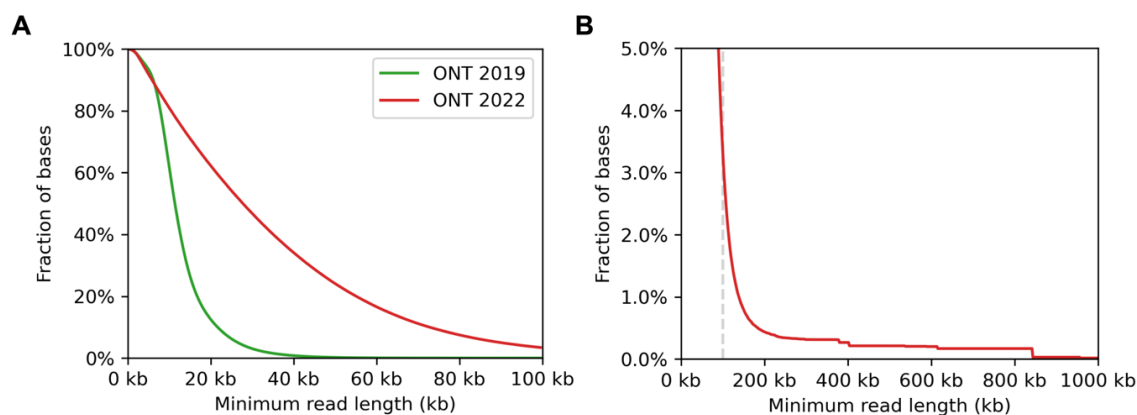 A
100%
80%
60%
40%
20%
0%
Fraction of bases
ONT 2019
ONT 2022
0 kb
20 kb
40 kb
60 kb
80 kb
100 kb
Minimum read length (kb)
B
5.0%
4.0%
3.0%
2.0%
1.0%
0.0%
Fraction of bases
0 kb
200 kb
400 kb
600 kb
800 kb
1000 kb
Minimum read length (kb)